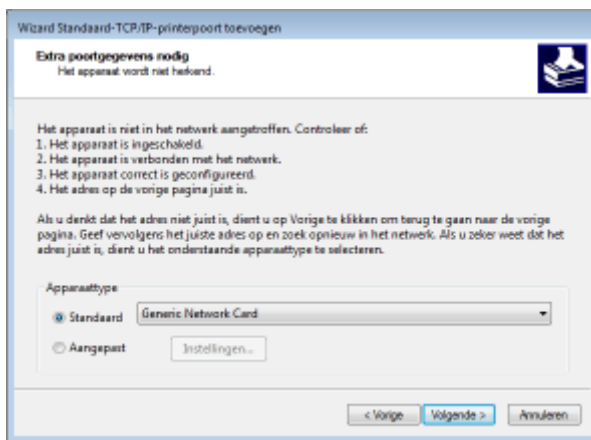 Wizard Standaard-TCP/IP-printerpoort toevoegen
Extra poortgegevens nodig
Het apparaat wordt niet herkend.
Het apparaat is niet in het netwerk aangetroffen. Controleer of:
1. Het apparaat is ingeschakeld.
2. Het apparaat is verbonden met het netwerk.
3. Het apparaat correct is geconfigureerd.
4. Het adres op de vorige pagina juist is.
Als u denkt dat het adres niet juist is, dient u op Vorige te klikken om terug te gaan naar de vorige
pagina. Geef vervolgens het juiste adres op en zoek opnieuw in het netwerk. Als u zeker weet dat het
adres juist is, dient u het onderstaande apparaattype te selecteren.
Apparaattype
Standaard Generic Network Card
Aangepast Instellingen...
< Vorige Volgende > Annuleren